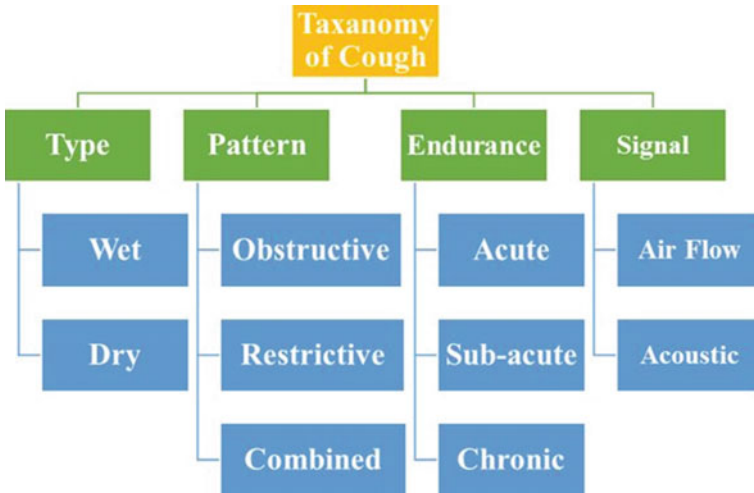 Taxanomy
of Cough
Type
Pattern
Endurance
Signal
Wet
Obstructive
Acute
Air Flow
Dry
Restrictive
Sub-acute
Acoustic
Combined
Chronic